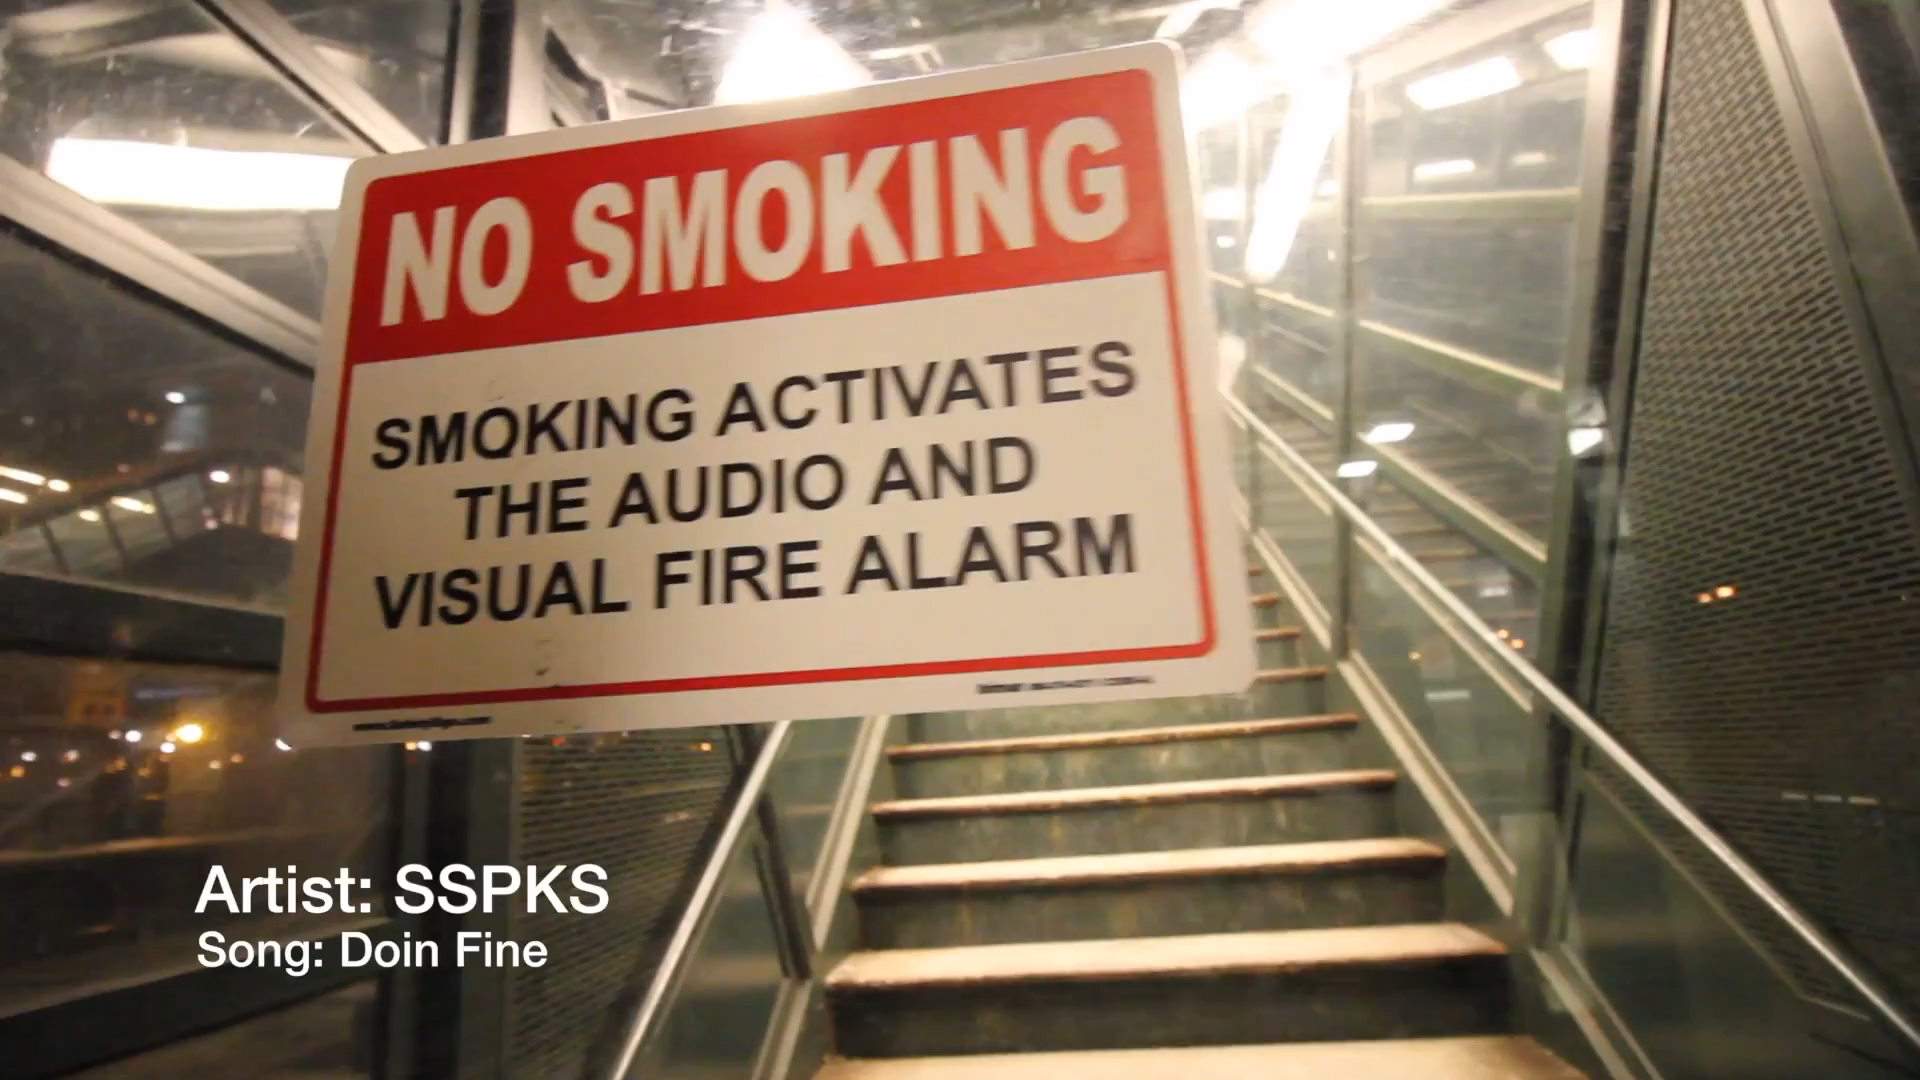 NO SMOKING
SMOKING ACTIVATES
THE AUDIO AND
VISUAL FIRE ALARM
Artist: SSPKS
Song: Doin Fine